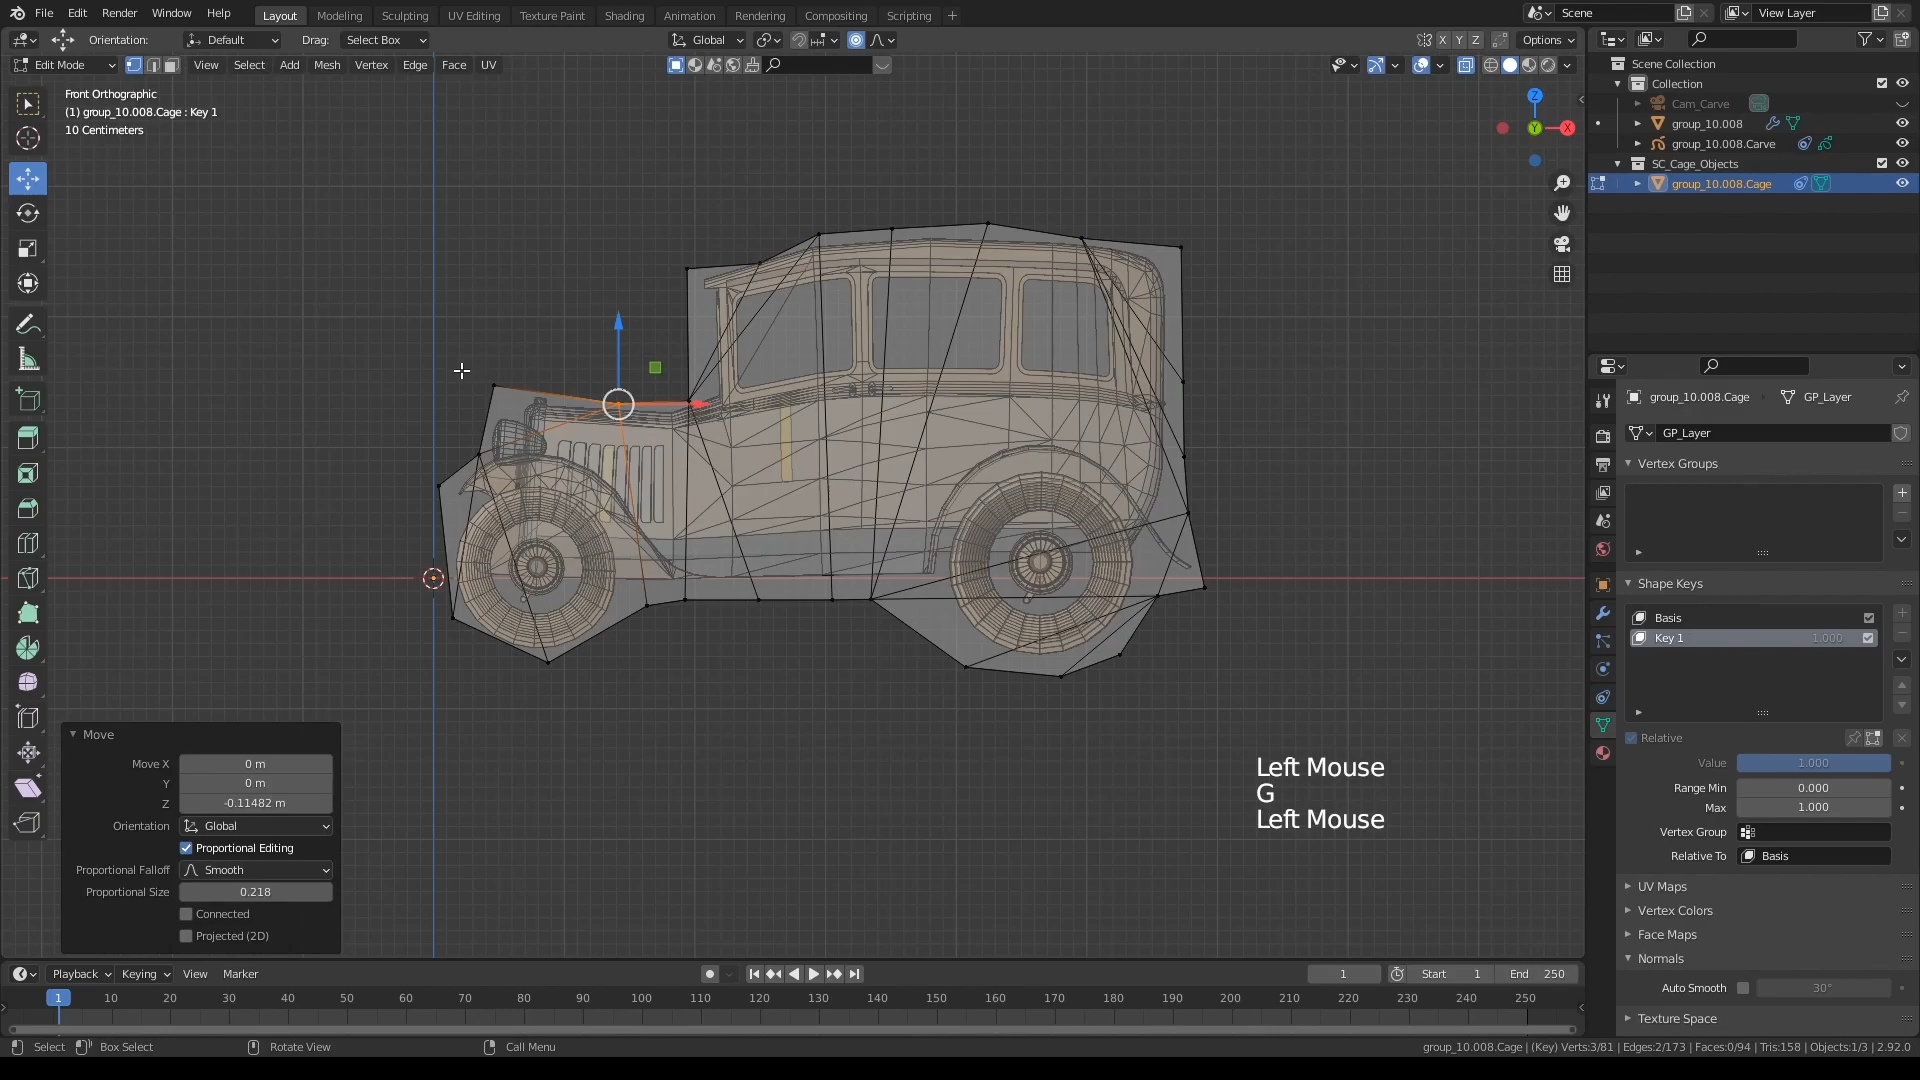 File Edit Render Window Help Layout Modeling Sculpting UV Editing Texture Paint Shading Animation Rendering Compositing Scripting + Scene View Layer
Orientation: Default Drag: Select Box Global X Y Z Options
Edit Mode View Select Add Mesh Vertex Edge Face UV
Front Orthographic
(1) group_10.008.Cage : Key 1
10 Centimeters
Z
Y
X
Scene Collection
Collection
Cam_Carve
group_10.008
group_10.008.Carve
SC_Cage_Objects
group_10.008.Cage
group_10.008.Cage GP_Layer
GP_Layer
Vertex Groups
Shape Keys
Basis
Key 1 1.000
Relative
Value 1.000
Range Min 0.000
Max 1.000
Vertex Group
Relative To Basis
UV Maps
Vertex Colors
Face Maps
Normals
Auto Smooth 30°
Texture Space
Move
Move X 0 m
Y 0 m
Z -0.11482 m
Orientation Global
Proportional Editing
Proportional Falloff Smooth
Proportional Size 0.218
Connected
Projected (2D)
Left Mouse
G
Left Mouse
Playback Keying View Marker 1 Start 1 End 250
1 10 20 30 40 50 60 70 80 90 100 110 120 130 140 150 160 170 180 190 200 210 220 230 240 250
Select Box Select Rotate View Call Menu group_10.008.Cage | (Key) Verts:3/81 | Edges:2/173 | Faces:0/94 | Tris:158 | Objects:1/3 | 2.92.0